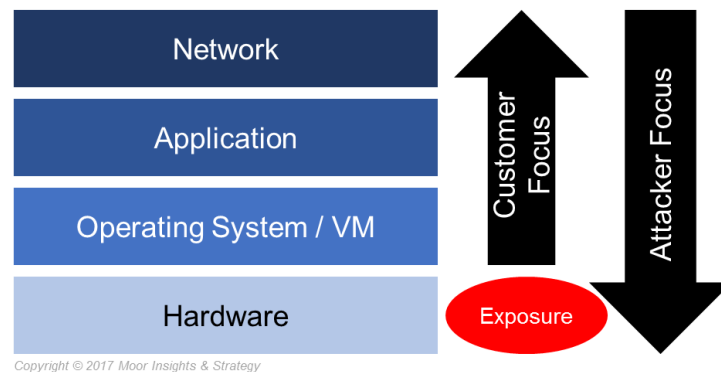 Network
Application
Operating System / VM
Hardware
Customer
Focus
Exposure
Attacker Focus
Copyright © 2017 Moor Insights & Strategy